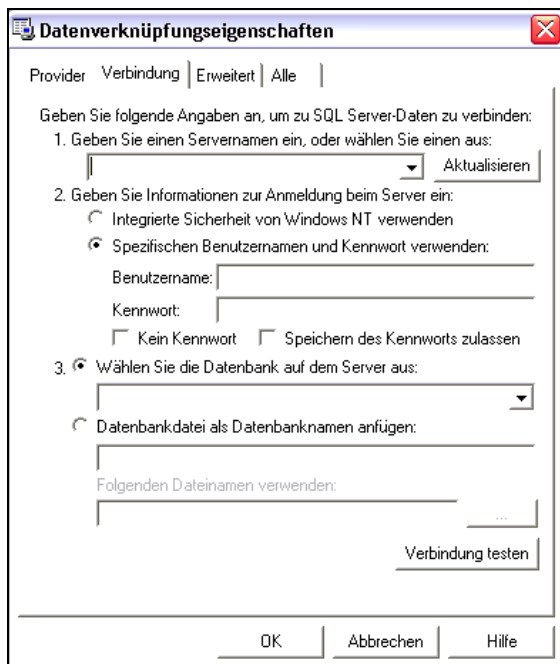 Datenverknüpfungseigenschaften
Provider Verbindung Erweitert Alle
Geben Sie folgende Angaben an, um zu SQL Server-Daten zu verbinden:
1. Geben Sie einen Servernamen ein, oder wählen Sie einen aus:
Aktualisieren
2. Geben Sie Informationen zur Anmeldung beim Server ein:
Integrierte Sicherheit von Windows NT verwenden
Spezifischen Benutzernamen und Kennwort verwenden:
Benutzername:
Kennwort:
Kein Kennwort Speichern des Kennworts zulassen
3. Wählen Sie die Datenbank auf dem Server aus:
Datenbankdatei als Datenbanknamen anfügen:
Folgenden Dateinamen verwenden:
...
Verbindung testen
OK Abbrechen Hilfe